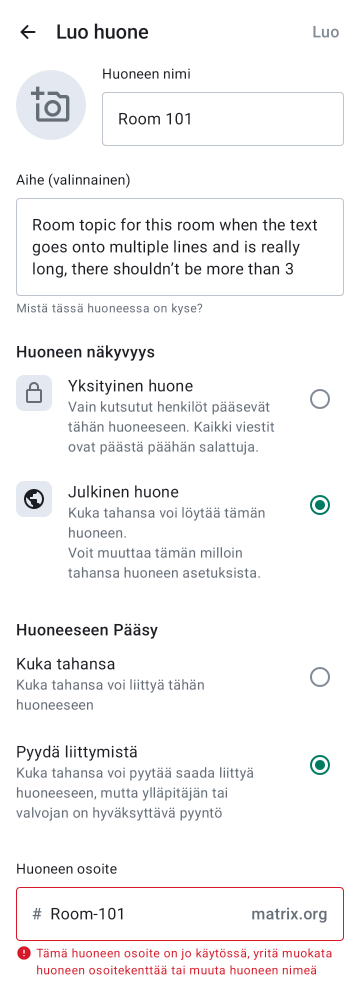 Luo huone
Luo
Huoneen nimi
Room 101
Aihe (valinnainen)
Room topic for this room when the text
goes onto multiple lines and is really
long, there shouldn’t be more than 3
Mistä tässä huoneessa on kyse?
Huoneen näkyvyys
Yksityinen huone
Vain kutsutut henkilöt pääsevät
tähän huoneeseen. Kaikki viestit
ovat päästä päähän salattuja.
Julkinen huone
Kuka tahansa voi löytää tämän
huoneen.
Voit muuttaa tämän milloin
tahansa huoneen asetuksista.
Huoneeseen Pääsy
Kuka tahansa
Kuka tahansa voi liittyä tähän
huoneeseen
Pyydä liittymistä
Kuka tahansa voi pyytää saada liittyä
huoneeseen, mutta ylläpitäjän tai
valvojan on hyväksyttävä pyyntö
Huoneen osoite
# Room-101 matrix.org
Tämä huoneen osoite on jo käytössä, yritä muokata
huoneen osoitekenttää tai muuta huoneen nimeä